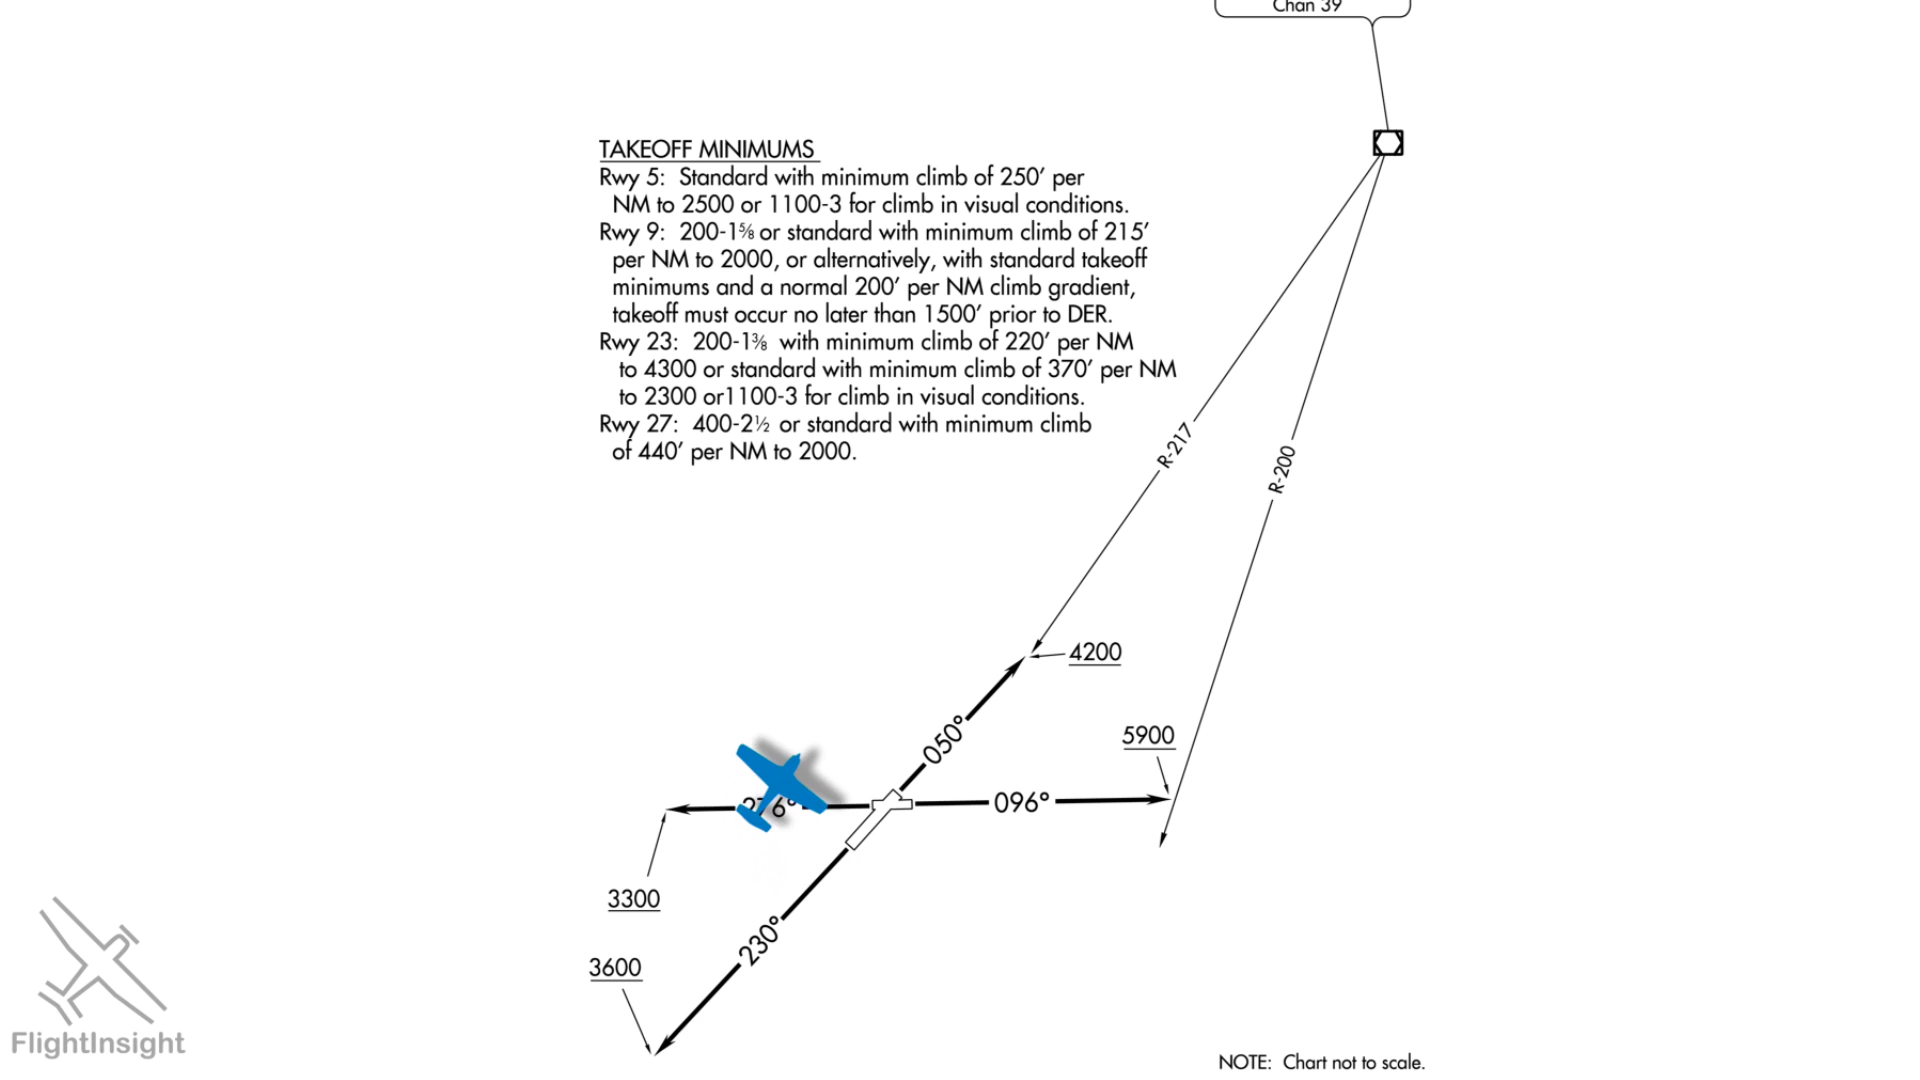 Chan 39
TAKEOFF MINIMUMS
Rwy 5: Standard with minimum climb of 250' per
NM to 2500 or 1100-3 for climb in visual conditions.
Rwy 9: 200-1⅝ or standard with minimum climb of 215'
per NM to 2000, or alternatively, with standard takeoff
minimums and a normal 200' per NM climb gradient,
takeoff must occur no later than 1500' prior to DER.
Rwy 23: 200-1⅜ with minimum climb of 220' per NM
to 4300 or standard with minimum climb of 370' per NM
to 2300 or1100-3 for climb in visual conditions.
Rwy 27: 400-2½ or standard with minimum climb
of 440' per NM to 2000.
R-217
R-200
4200
050°
5900
096°
3300
230°
3600
FlightInsight
NOTE: Chart not to scale.